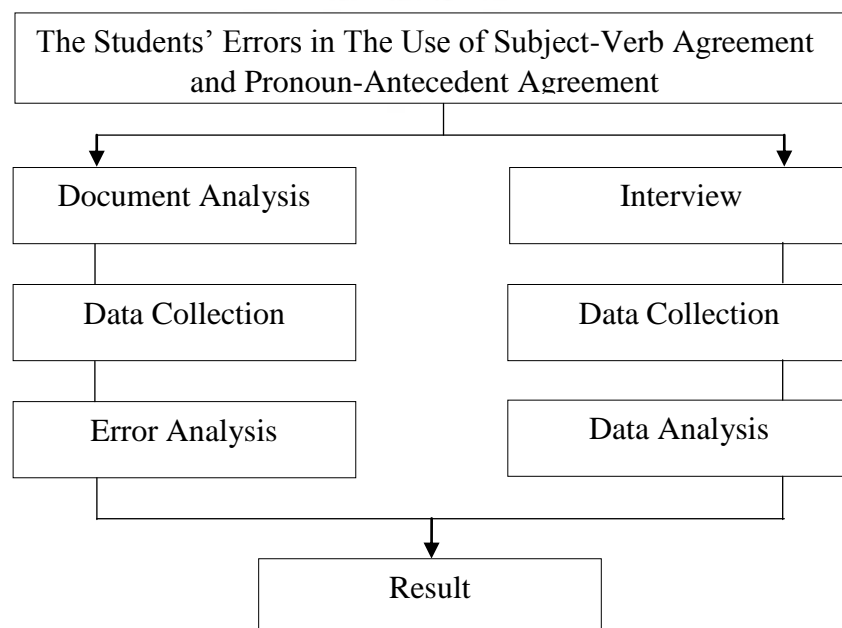 The Students’ Errors in The Use of Subject-Verb Agreement
and Pronoun-Antecedent Agreement
Document Analysis
Interview
Data Collection
Data Collection
Error Analysis
Data Analysis
Result